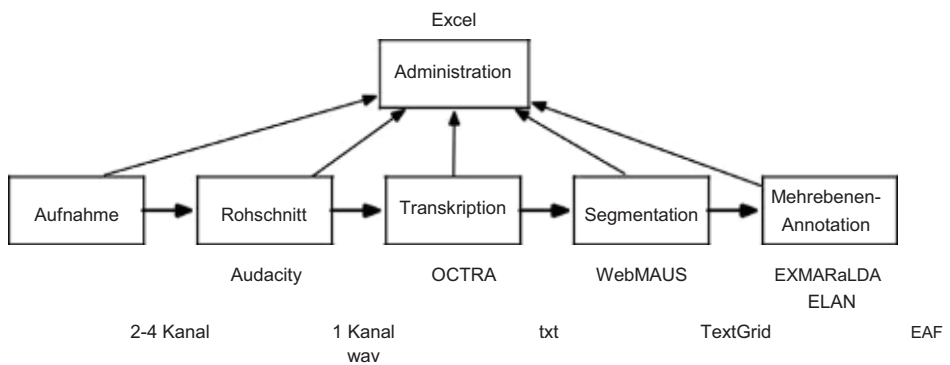 Excel
Administration
Aufnahme
Rohschnitt
Transkription
Segmentation
Mehrebenen-
Annotation
Audacity
OCTRA
WebMAUS
EXMARaLDA
ELAN
2-4 Kanal
1 Kanal
wav
txt
TextGrid
EAF